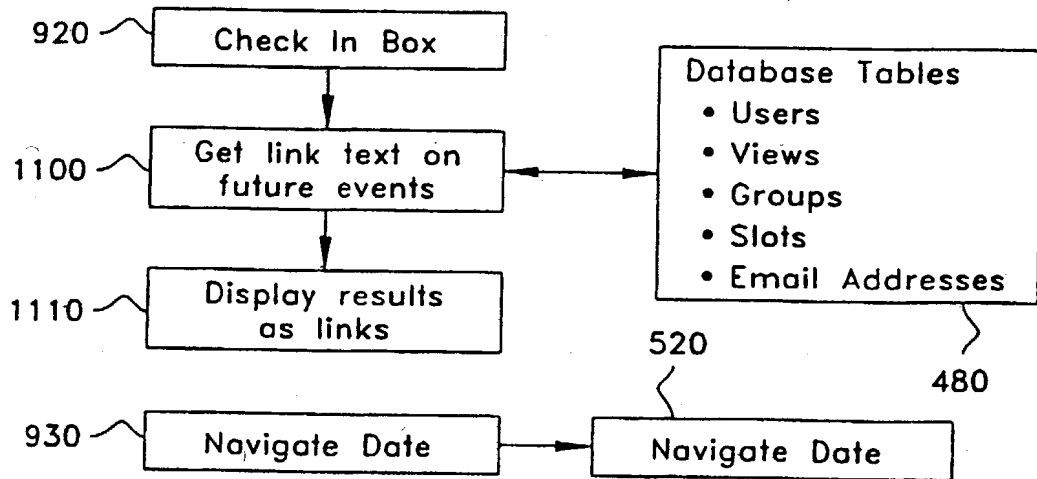 920
Check In Box
1100
Get link text on
future events
1110
Display results
as links
Database Tables
• Users
• Views
• Groups
• Slots
• Email Addresses
480
520
930
Navigate Date
Navigate Date